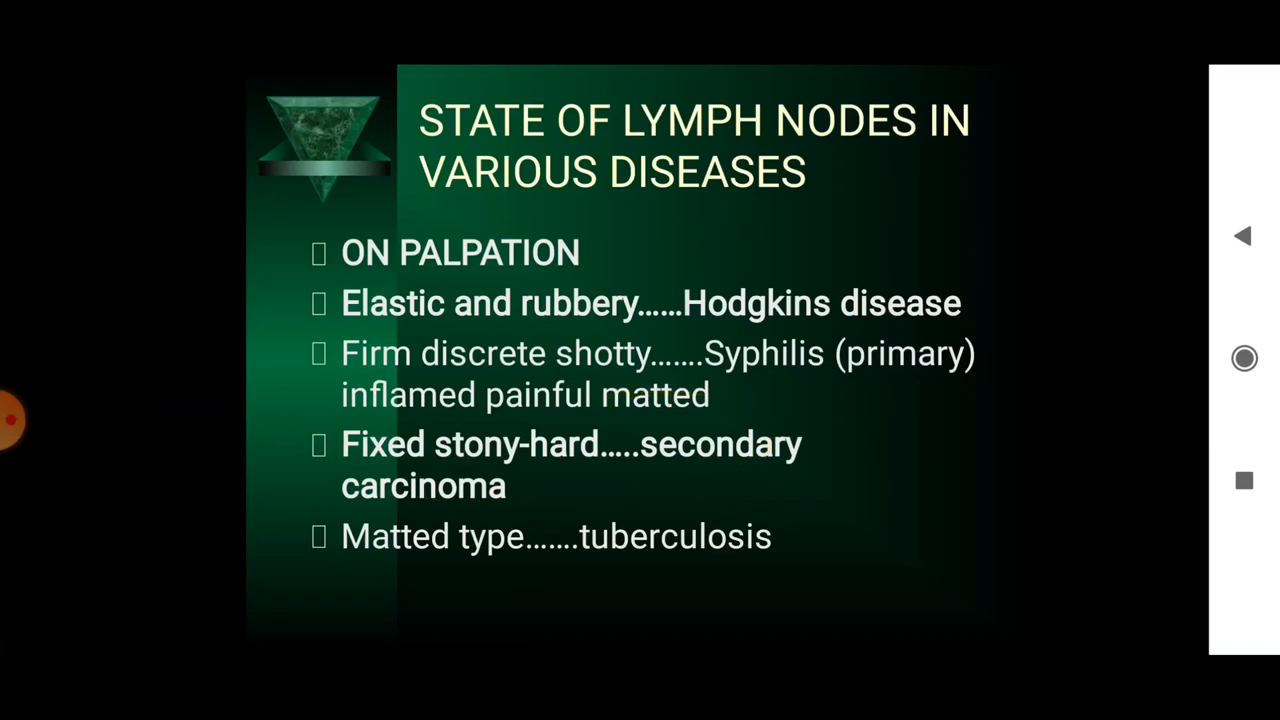 STATE OF LYMPH NODES IN
VARIOUS DISEASES
ON PALPATION
Elastic and rubbery......Hodgkins disease
Firm discrete shotty.......Syphilis (primary)
inflamed painful matted
Fixed stony-hard.....secondary
carcinoma
Matted type.......tuberculosis